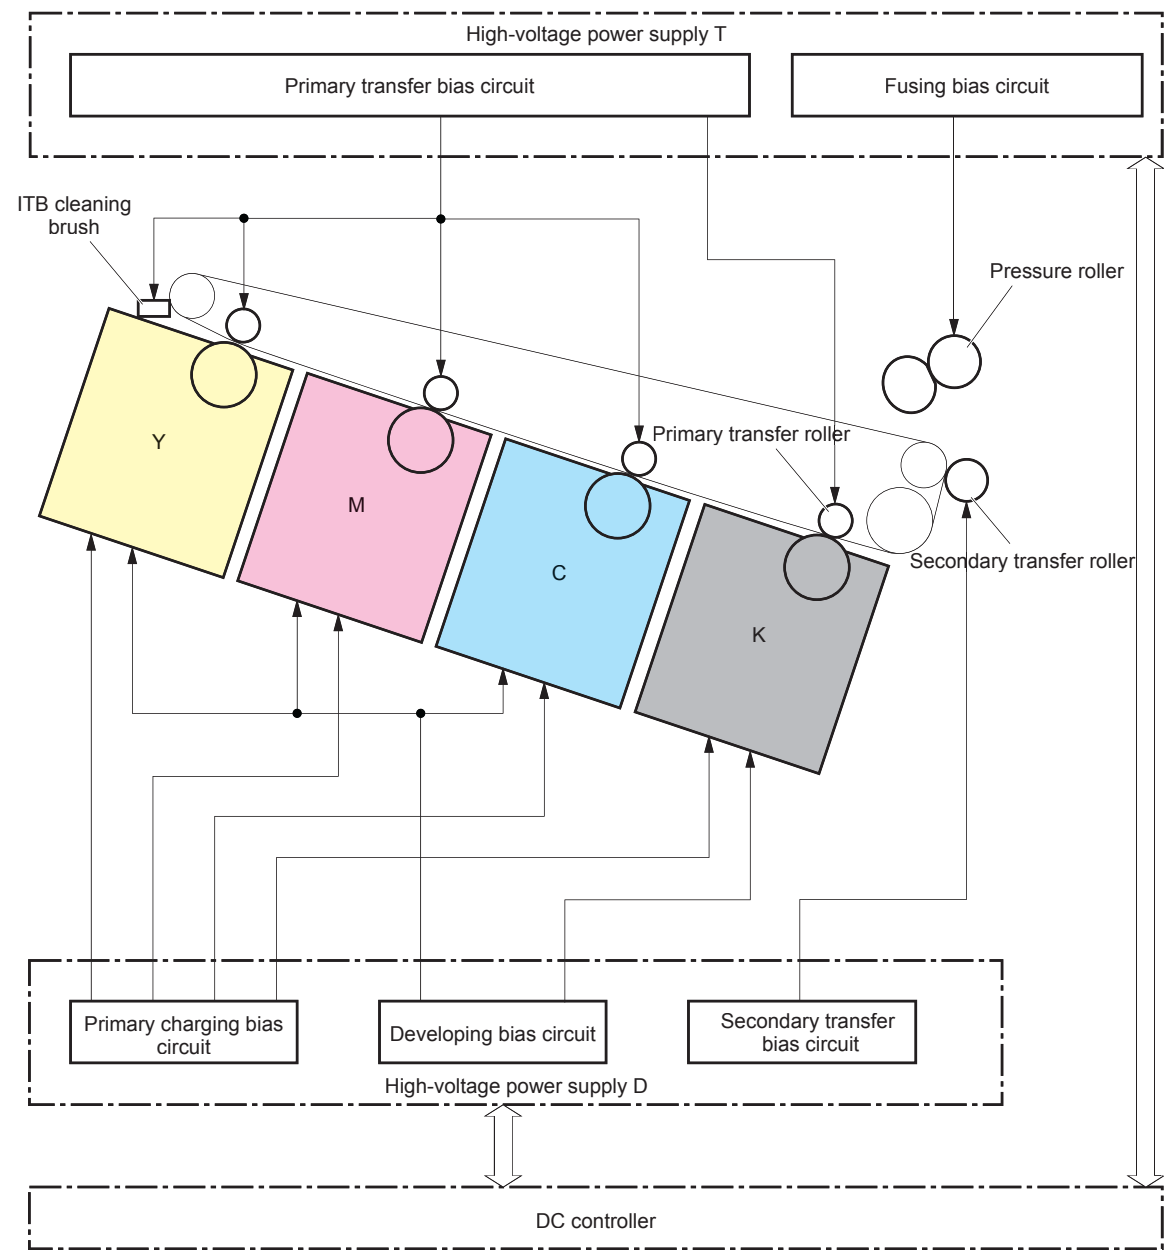 High-voltage power supply T
Primary transfer bias circuit
Fusing bias circuit
ITB cleaning
brush
Pressure roller
Primary transfer roller
Y
M
C
K
Secondary transfer roller
Primary charging bias
circuit
Developing bias circuit
Secondary transfer
bias circuit
High-voltage power supply D
DC controller